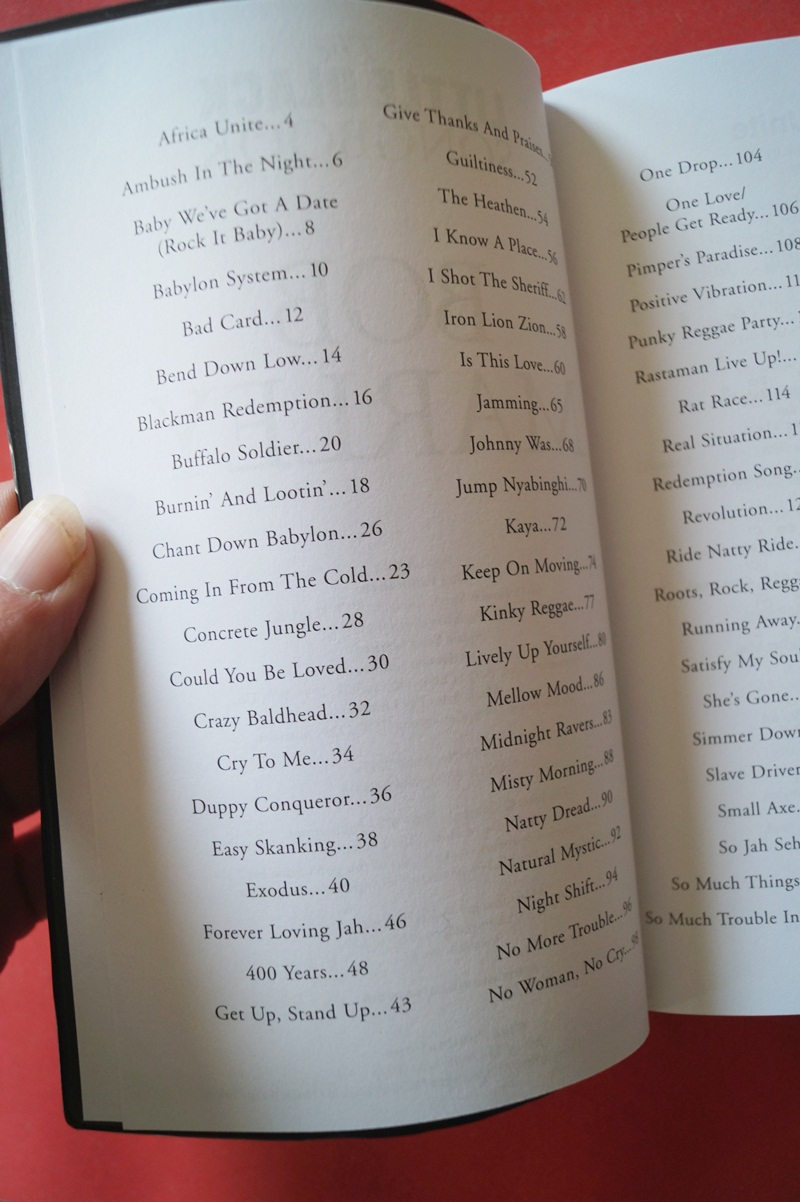 Africa Unite...4
Ambush In The Night...6
Baby We've Got A Date
(Rock It Baby)...8
Babylon System...10
Bad Card...12
Bend Down Low...14
Blackman Redemption...16
Buffalo Soldier...20
Burnin' And Lootin'...18
Chant Down Babylon...26
Coming In From The Cold...23
Concrete Jungle...28
Could You Be Loved...30
Crazy Baldhead...32
Cry To Me...34
Duppy Conqueror...36
Easy Skanking...38
Exodus...40
Forever Loving Jah...46
400 Years...48
Get Up, Stand Up...43
Give Thanks And Praises...
Guiltiness...52
The Heathen...54
I Know A Place...56
I Shot The Sheriff...62
Iron Lion Zion...58
Is This Love...60
Jamming...65
Johnny Was...68
Jump Nyabinghi...70
Kaya...72
Keep On Moving...74
Kinky Reggae...77
Lively Up Yourself...80
Mellow Mood...86
Midnight Ravers...83
Misty Morning...88
Natty Dread...90
Natural Mystic...92
Night Shift...94
No More Trouble...96
No Woman, No Cry...
One Drop...104
One Love/
People Get Ready...106
Pimper's Paradise...108
Positive Vibration...11
Punky Reggae Party...
Rastaman Live Up!...
Rat Race...114
Real Situation...
Redemption Song...
Revolution...12
Ride Natty Ride.
Roots, Rock, Regg
Running Away.
Satisfy My Sou
She's Gone..
Simmer Down
Slave Driver
Small Axe.
So Jah Seh
So Much Things
So Much Trouble In